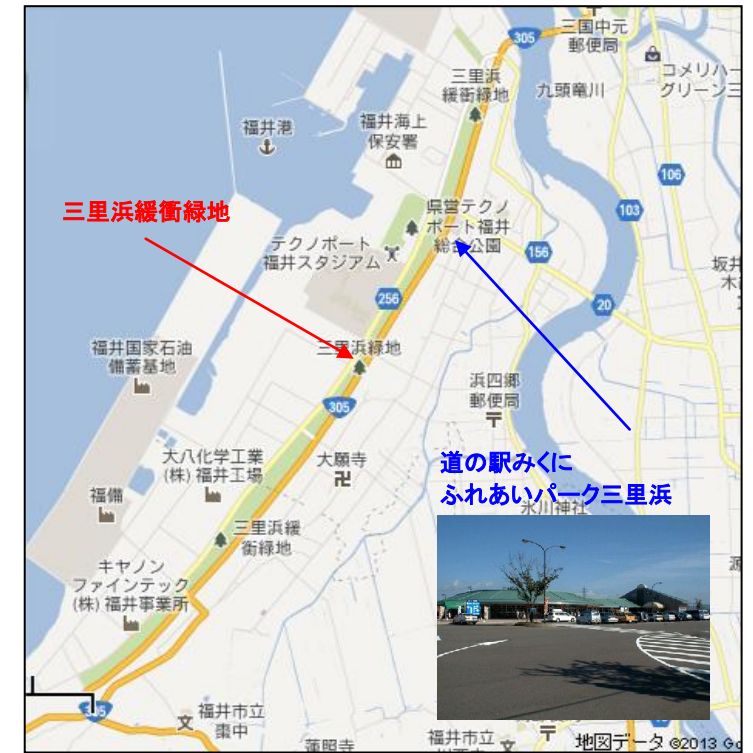 305
三国中元
郵便局
コメリハー
グリーン三
三里浜
緩衝緑地
九頭竜川
福井港
福井海上
保安署
106
三里浜緩衝緑地
県営テクノ
ポート福井
総合公園
103
テクノポート
福井スタジアム
156
坂井
木
256
20
福井国家石油
備蓄基地
三里浜緑地
浜四郷
郵便局
305
大八化学工業
(株) 福井工場
大願寺
道の駅みくに
ふれあいパーク三里浜
福備
氷川神社
三里浜緩
衝緑地
キヤノン
ファインテック
(株) 福井事業所
305
福井市立
棗中
蓮照寺
福井市立
地図データ ©2013 Go